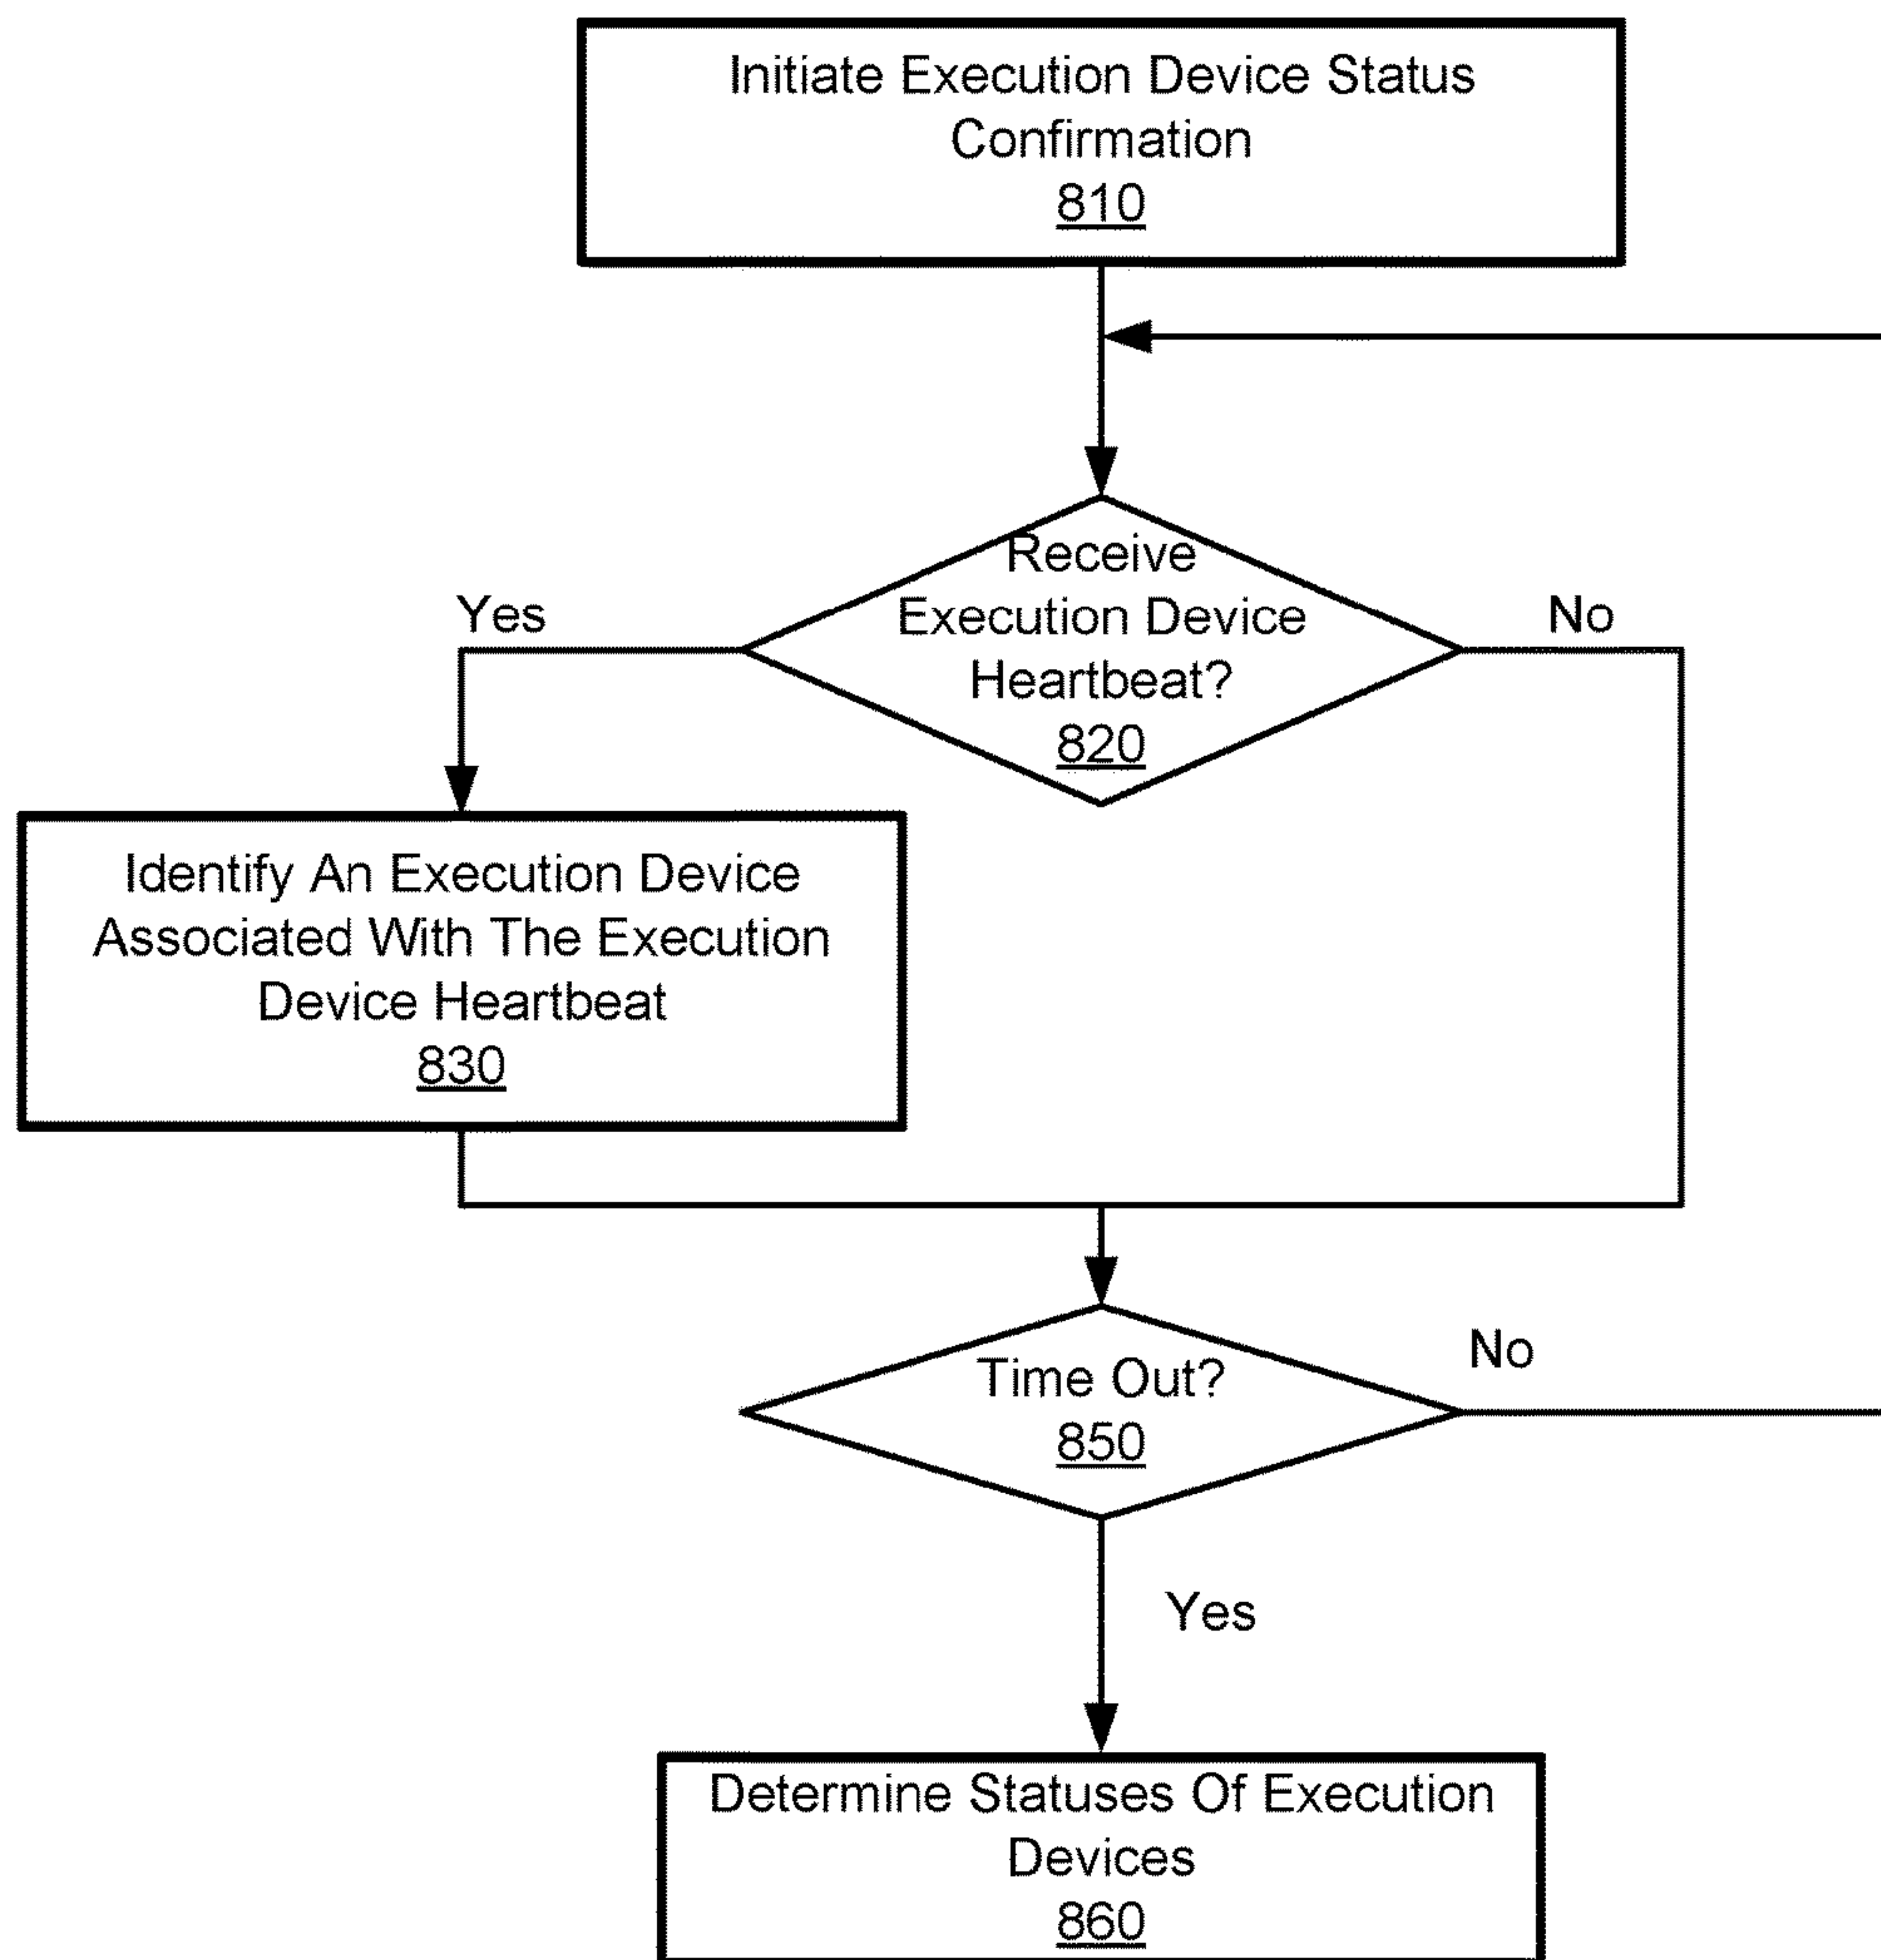 Initiate Execution Device Status
Confirmation
810
Receive
Execution Device
Heartbeat?
820
Yes
No
Identify An Execution Device
Associated With The Execution
Device Heartbeat
830
Time Out?
850
No
Yes
Determine Statuses Of Execution
Devices
860